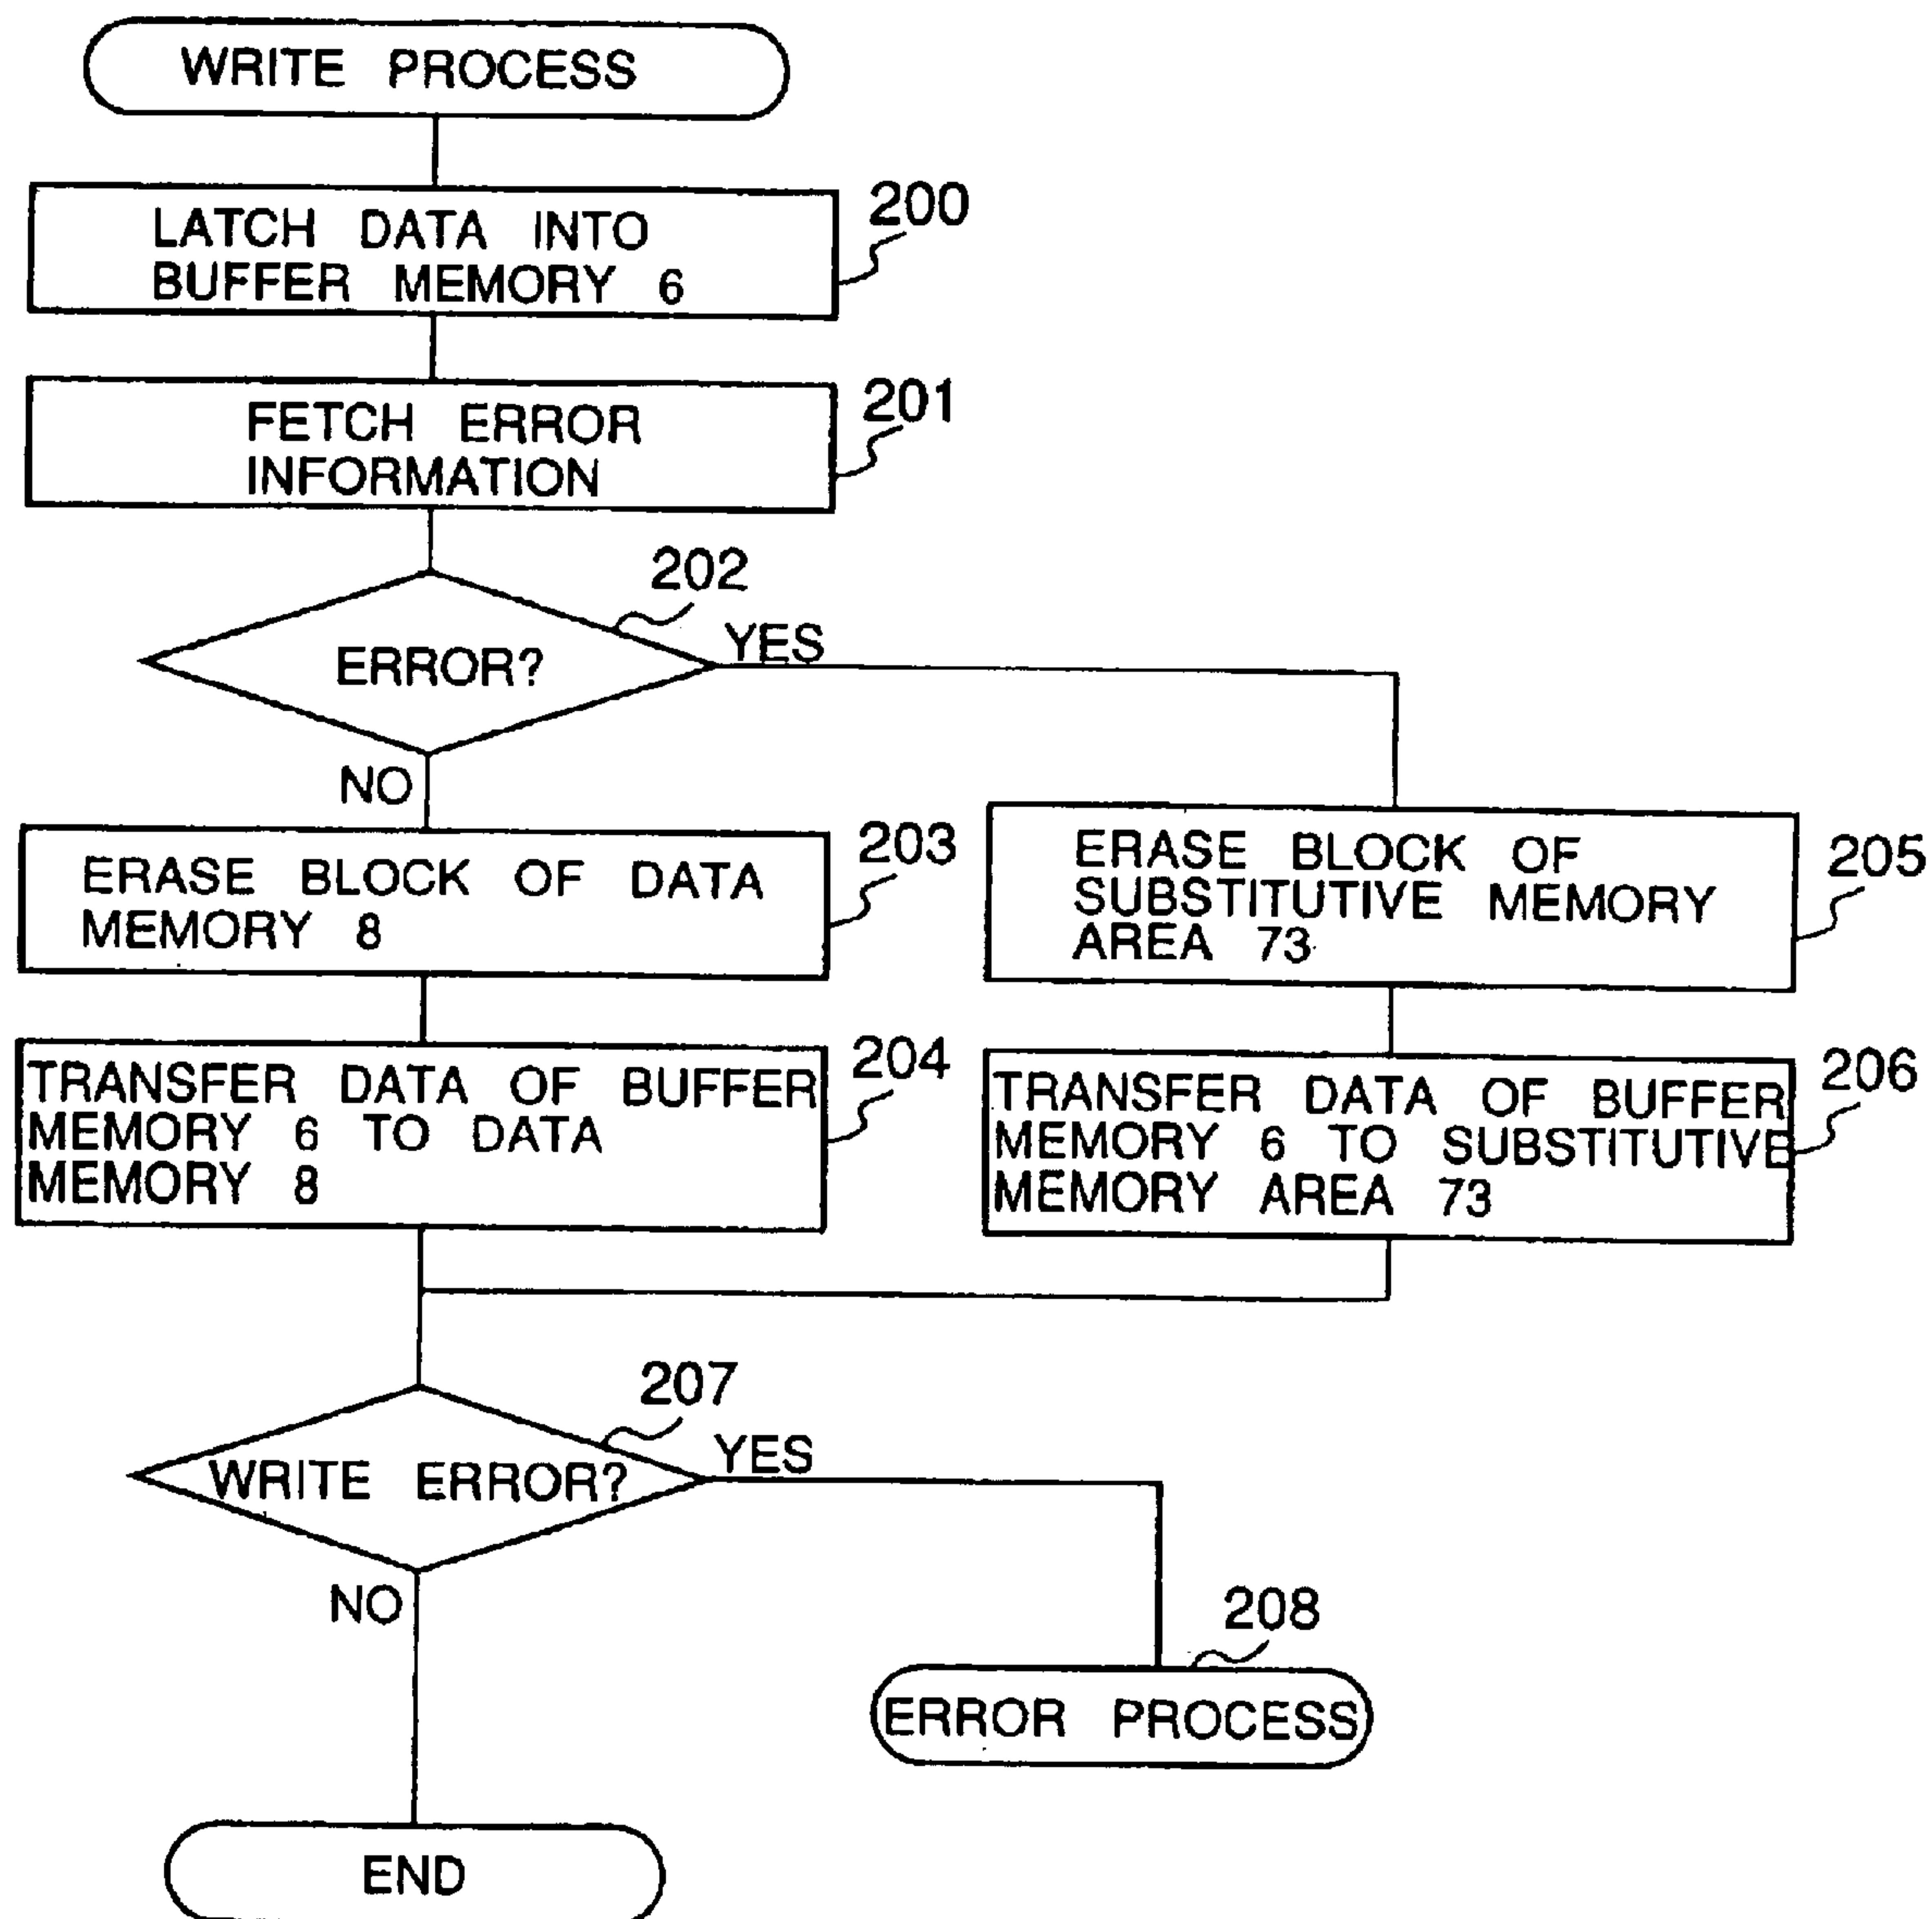 WRITE PROCESS
LATCH DATA INTO
BUFFER MEMORY 6
200
FETCH ERROR
INFORMATION
201
202
ERROR?
YES
NO
ERASE BLOCK OF DATA
MEMORY 8
203
ERASE BLOCK OF
SUBSTITUTIVE MEMORY
AREA 73
205
TRANSFER DATA OF BUFFER
MEMORY 6 TO DATA
MEMORY 8
204
TRANSFER DATA OF BUFFER
MEMORY 6 TO SUBSTITUTIVE
MEMORY AREA 73
206
207
WRITE ERROR?
YES
NO
208
ERROR PROCESS
END